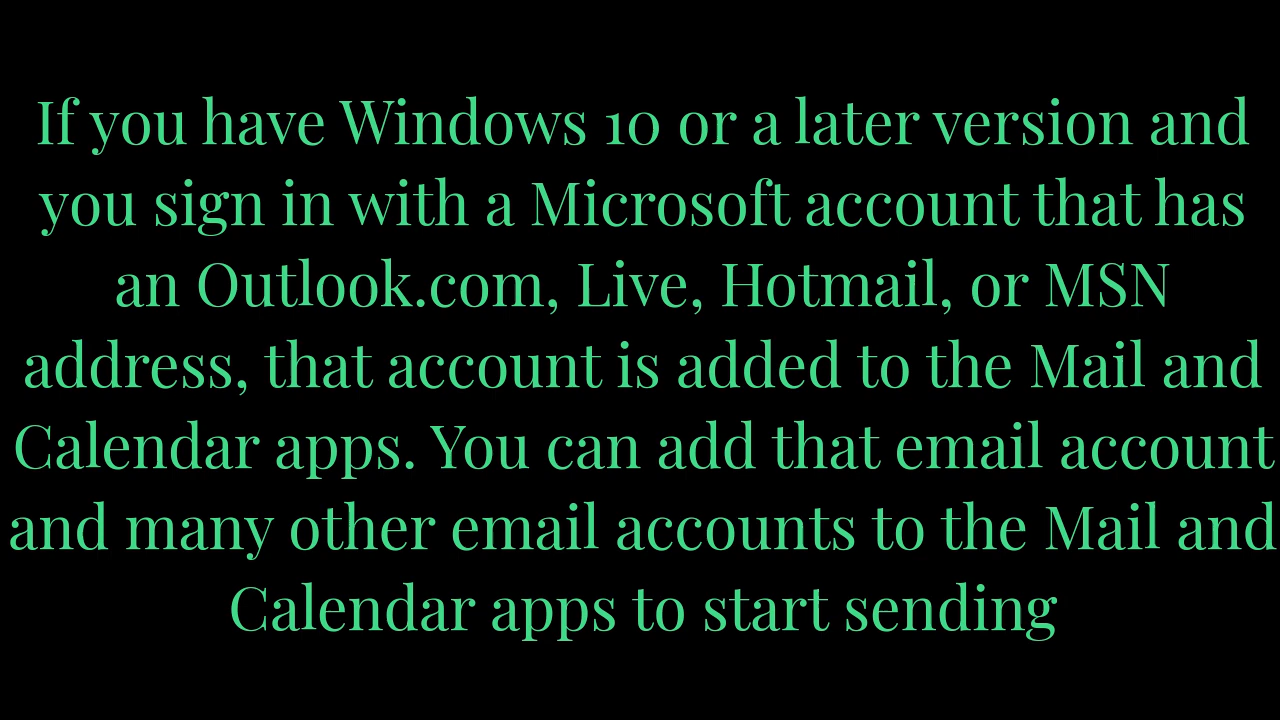 If you have Windows 10 or a later version and
you sign in with a Microsoft account that has
an Outlook.com, Live, Hotmail, or MSN
address, that account is added to the Mail and
Calendar apps. You can add that email account
and many other email accounts to the Mail and
Calendar apps to start sending